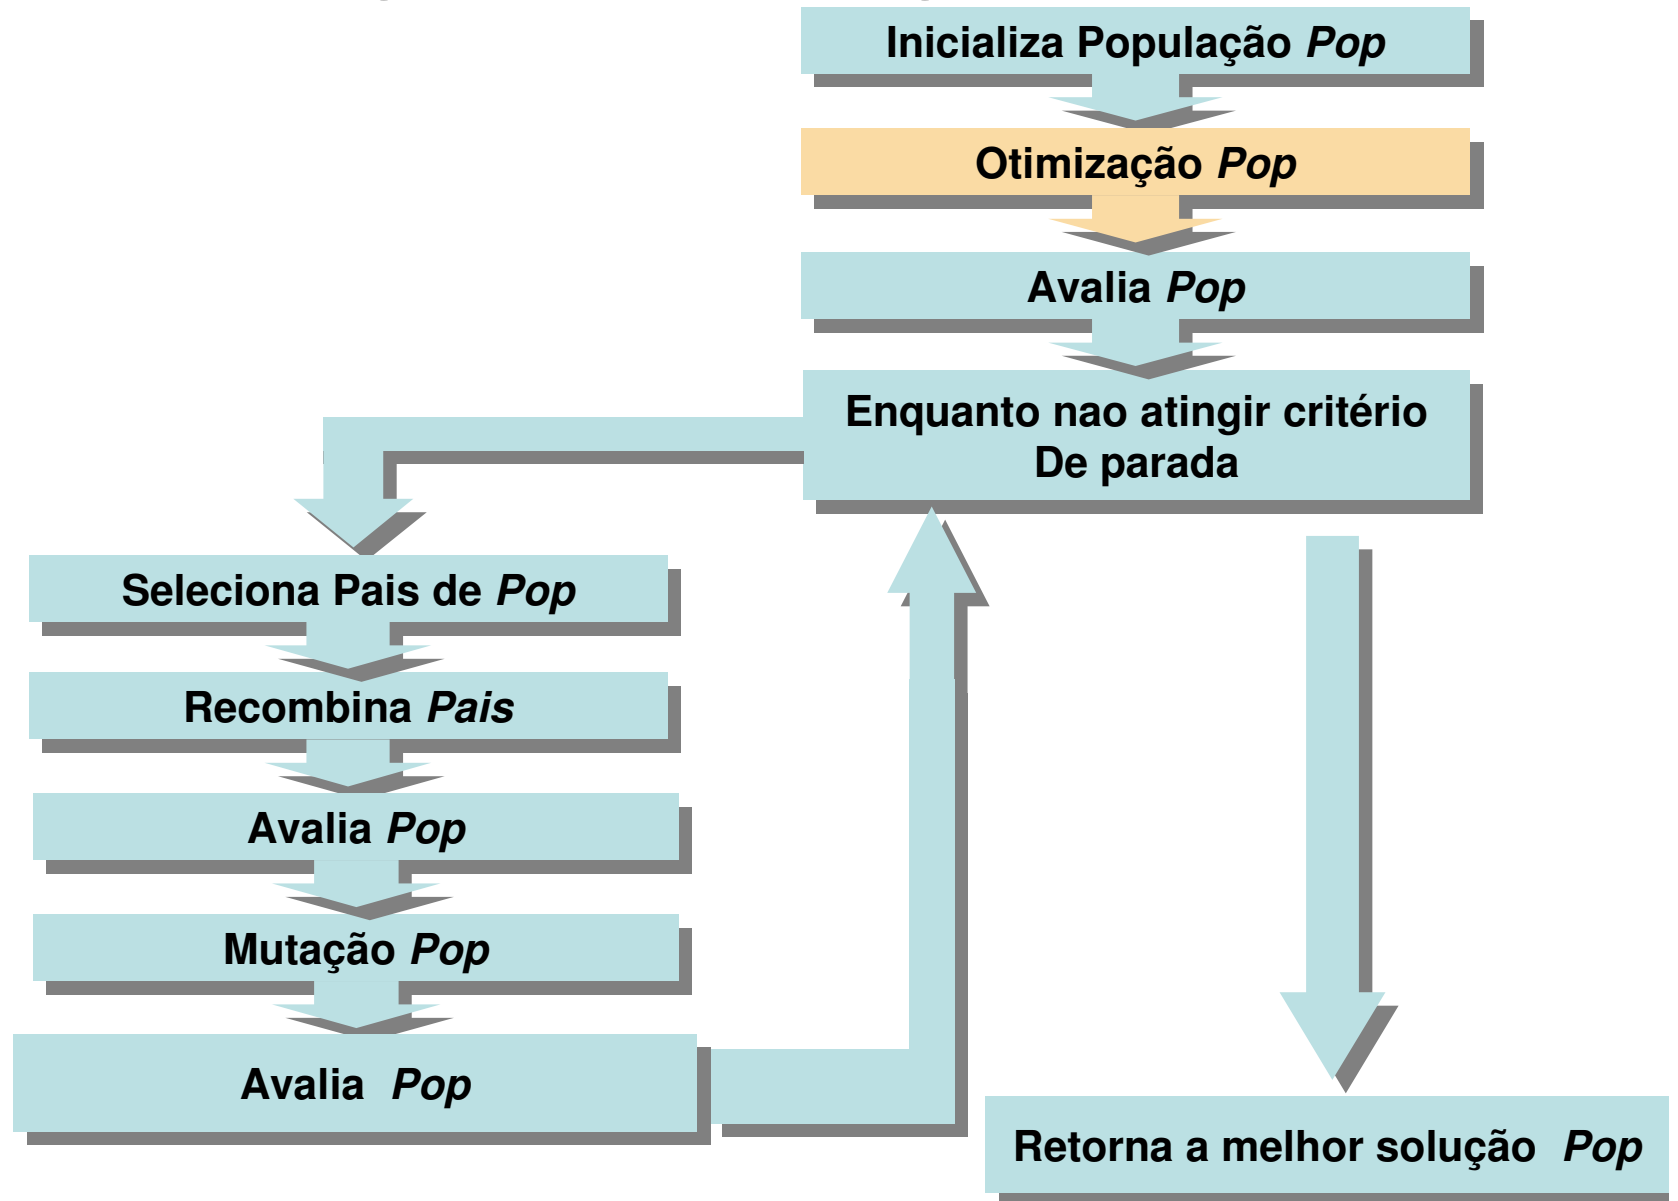 Inicializa População Pop
Otimização Pop
Avalia Pop
Enquanto nao atingir critério
De parada
Seleciona Pais de Pop
Recombina Pais
Avalia Pop
Mutação Pop
Avalia Pop
Retorna a melhor solução Pop